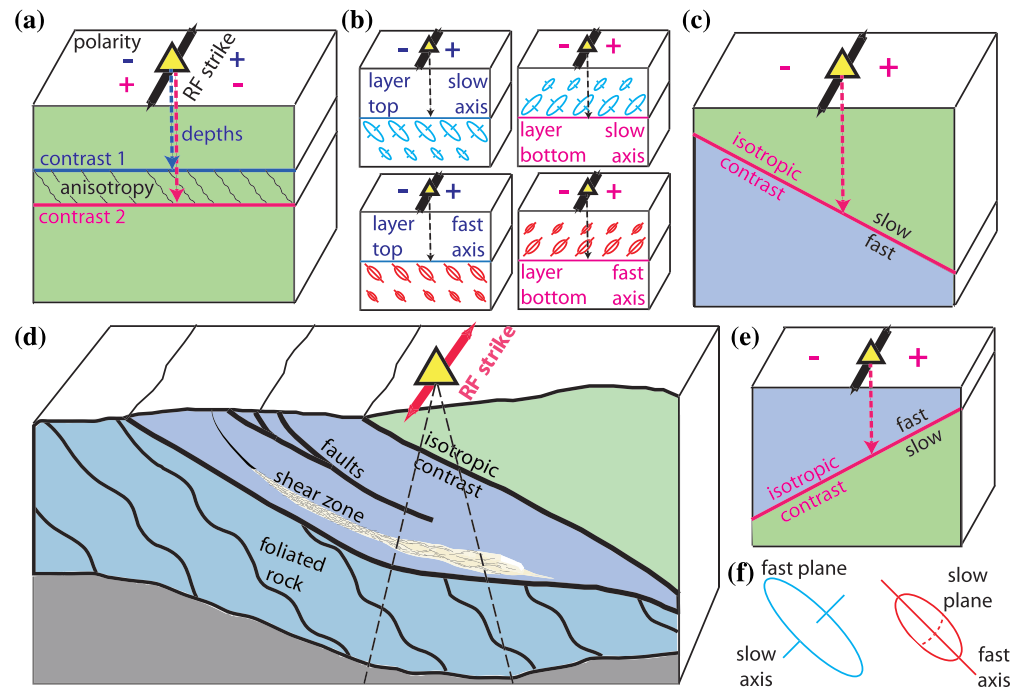 (a)
polarity
- +
+ -
RF strike
depths
contrast 1
anisotropy
contrast 2
(b)
- +
layer slow
top axis
- +
layer slow
bottom axis
- +
layer fast
top axis
- +
layer fast
bottom axis
(c)
- +
isotropic
contrast
slow
fast
(d)
RF strike
isotropic
contrast
faults
shear zone
foliated
rock
(e)
- +
fast
slow
isotropic
contrast
(f)
fast plane
slow
axis
slow
plane
fast
axis